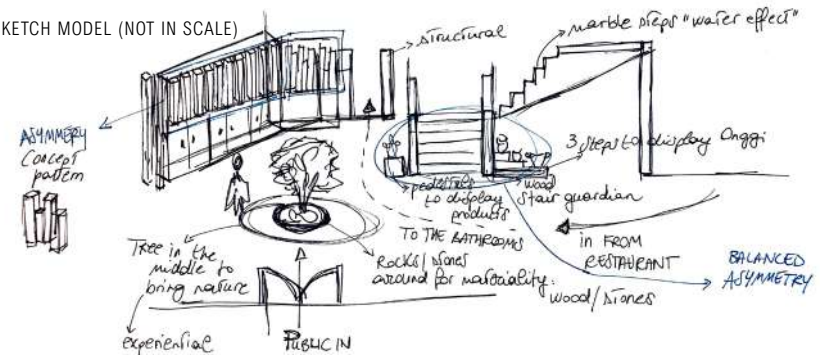 KETCH MODEL (NOT IN SCALE)
structural
marble steps "water effect"
ASYMMERY
Concept
pattern
3 steps to display Onggi
pedestals
to display
products
wood
stair guardian
TO THE BATHROOMS
in FROM
RESTAURANT
BALANCED
ASYMMETRY
Tree in the
middle to
bring nature
Rocks/stones
around for materiality:
wood/stones
experiential
PUBLIC IN